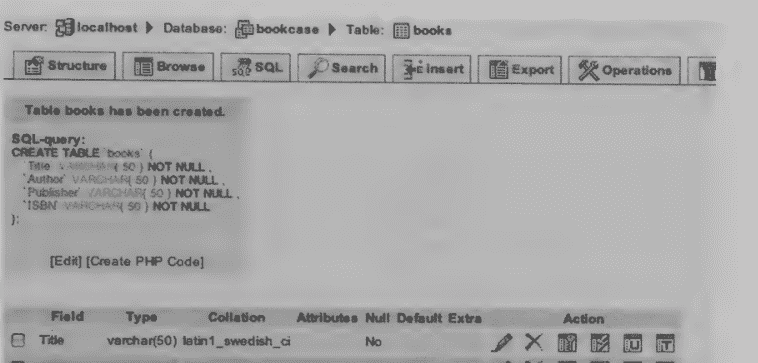 Server: localhost Database: bookcase Table: books
Structure Browse SQL Search Insert Export Operations
Table books has been created.
SQL-query:
CREATE TABLE `books` (
`Title` VARCHAR( 50 ) NOT NULL ,
`Author` VARCHAR( 50 ) NOT NULL ,
`Publisher` VARCHAR( 50 ) NOT NULL ,
`ISBN` VARCHAR( 50 ) NOT NULL
);
[Edit] [Create PHP Code]
Field Type Collation Attributes Null Default Extra Action
Title varchar(50) latin1_swedish_ci No